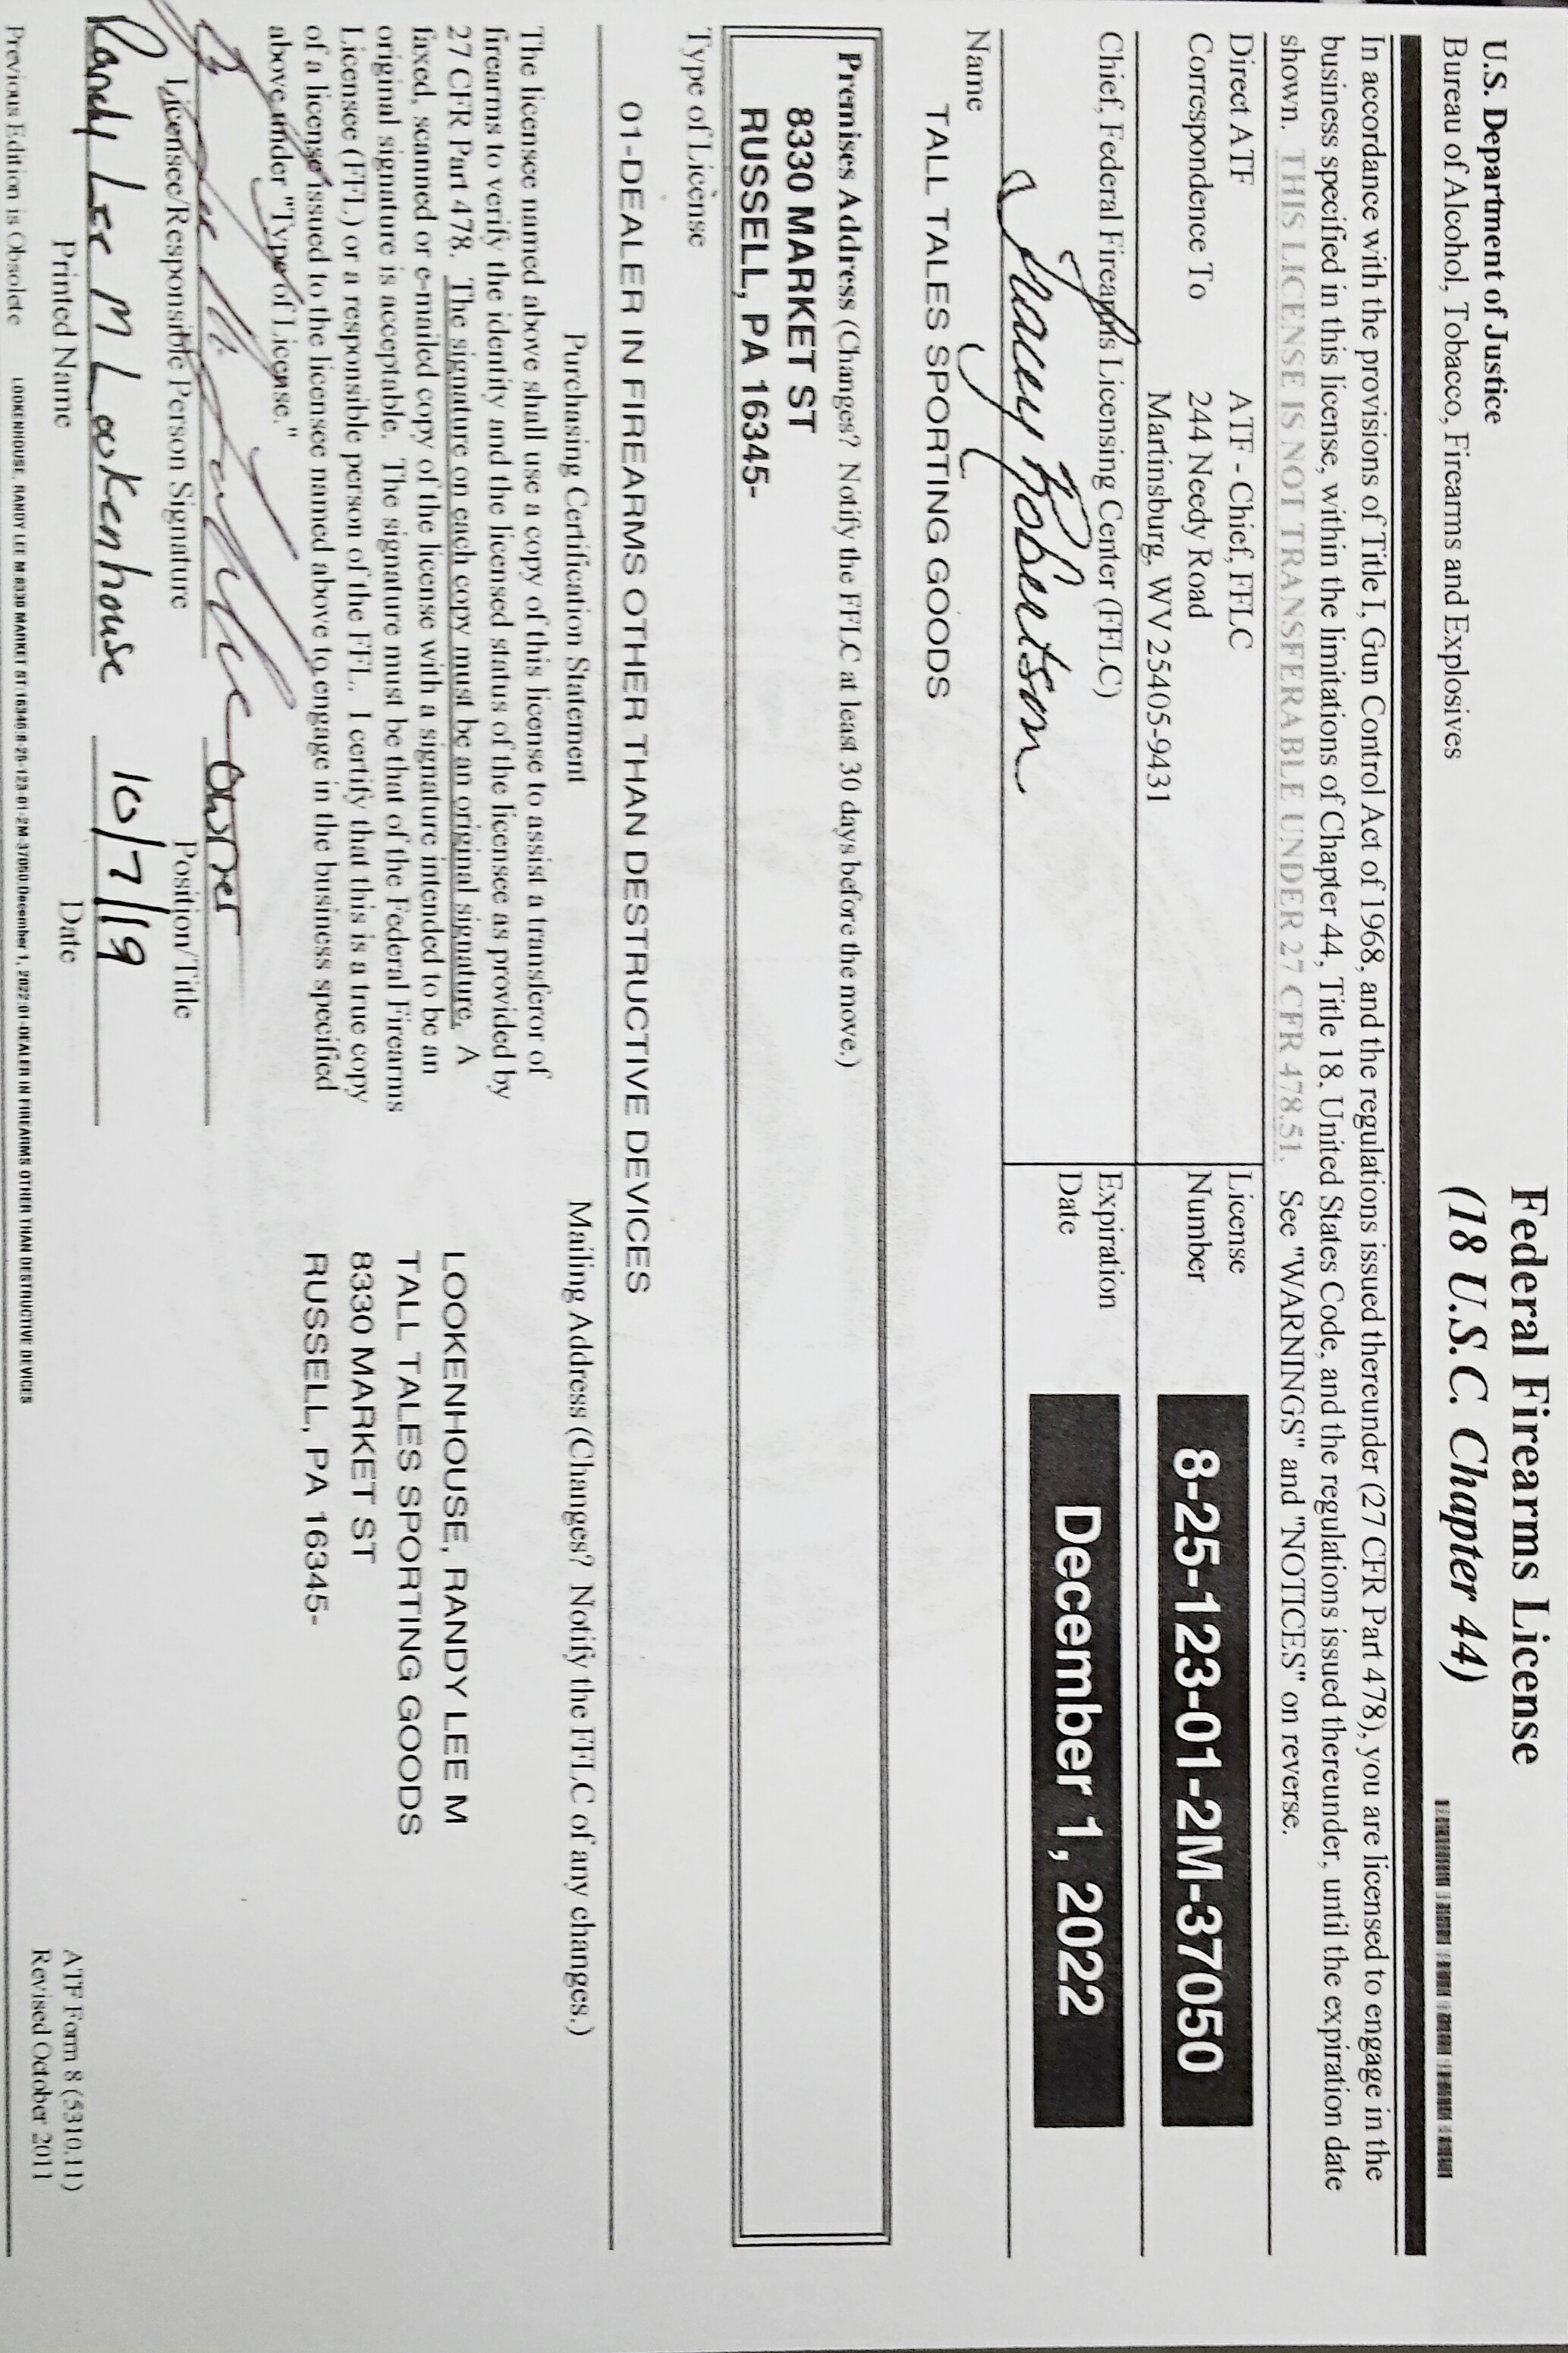 U.S. Department of Justice
Bureau of Alcohol, Tobacco, Firearms and Explosives
Federal Firearms License
(18 U.S.C. Chapter 44)
In accordance with the provisions of Title I, Gun Control Act of 1968, and the regulations issued thereunder (27 CFR Part 478), you are licensed to engage in the
business specified in this license, within the limitations of Chapter 44, Title 18, United States Code, and the regulations issued thereunder, until the expiration date
shown. THIS LICENSE IS NOT TRANSFERABLE UNDER 27 CFR 478.51. See "WARNINGS" and "NOTICES" on reverse.
Direct ATF
Correspondence To
ATF - Chief, FFLC
244 Needy Road
Martinsburg, WV 25405-9431
License
Number
8-25-123-01-2M-37050
Chief, Federal Firearms Licensing Center (FFLC)
Tracey Robertson
Expiration
Date
December 1, 2022
Name
TALL TALES SPORTING GOODS
Premises Address (Changes? Notify the FFLC at least 30 days before the move.)
8330 MARKET ST
RUSSELL, PA 16345-
Type of License
01-DEALER IN FIREARMS OTHER THAN DESTRUCTIVE DEVICES
Purchasing Certification Statement
The licensee named above shall use a copy of this license to assist a transferor of
firearms to verify the identity and the licensed status of the licensee as provided by
27 CFR Part 478. The signature on each copy must be an original signature. A
faxed, scanned or e-mailed copy of the license with a signature intended to be an
original signature is acceptable. The signature must be that of the Federal Firearms
Licensee (FFL) or a responsible person of the FFL. I certify that this is a true copy
of a license issued to the licensee named above to engage in the business specified
above under "Type of License."
Mailing Address (Changes? Notify the FFLC of any changes.)
LOOKENHOUSE, RANDY LEE M
TALL TALES SPORTING GOODS
8330 MARKET ST
RUSSELL, PA 16345-
Owner
Licensee/Responsible Person Signature
Position/Title
Randy Lee M Lookenhouse
10/7/19
Printed Name
Date
ATF Form 8 (5310.11)
Revised October 2011
Previous Edition is Obsolete
LOOKENHOUSE, RANDY LEE M:8330 MARKET ST:16345:8-25-123-01-2M-37050:December 1, 2022:01-DEALER IN FIREARMS OTHER THAN DESTRUCTIVE DEVICES